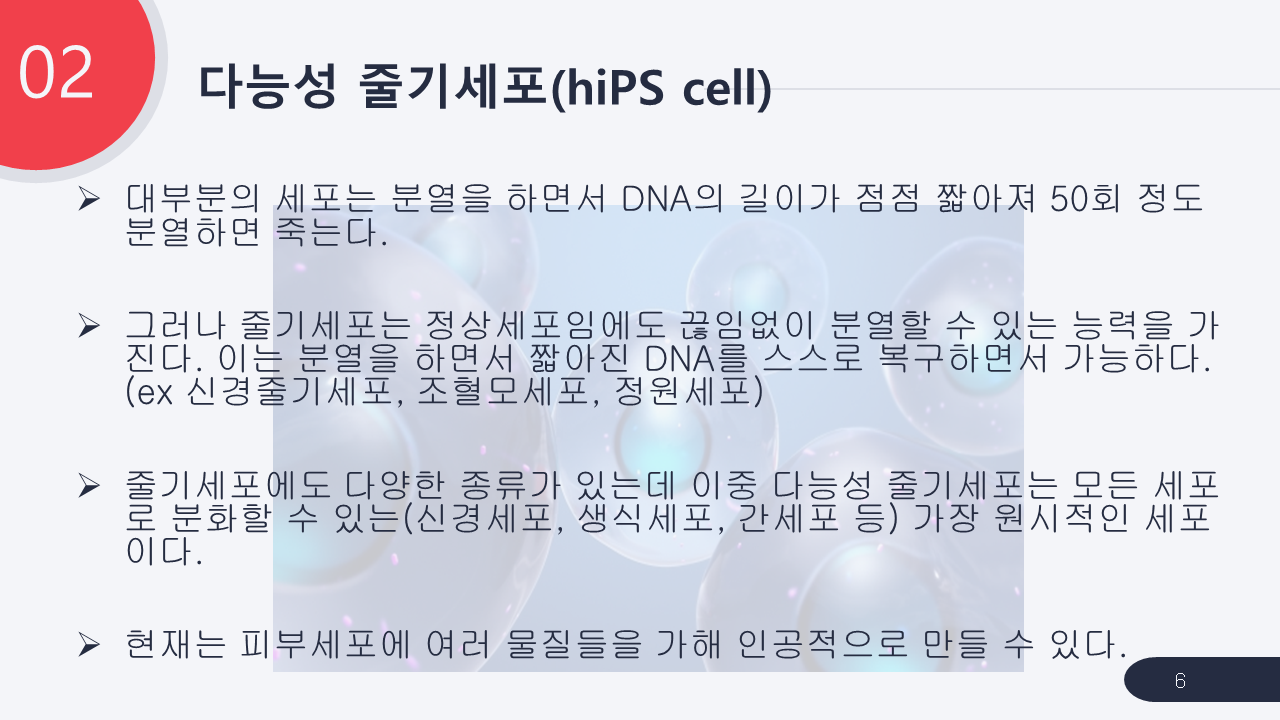 02
다능성 줄기세포(hiPS cell)
➢ 대부분의 세포는 분열을 하면서 DNA의 길이가 점점 짧아져 50회 정도
분열하면 죽는다.
➢ 그러나 줄기세포는 정상세포임에도 끊임없이 분열할 수 있는 능력을 가
진다. 이는 분열을 하면서 짧아진 DNA를 스스로 복구하면서 가능하다.
(ex 신경줄기세포, 조혈모세포, 정원세포)
➢ 줄기세포에도 다양한 종류가 있는데 이중 다능성 줄기세포는 모든 세포
로 분화할 수 있는(신경세포, 생식세포, 간세포 등) 가장 원시적인 세포
이다.
➢ 현재는 피부세포에 여러 물질들을 가해 인공적으로 만들 수 있다.
6